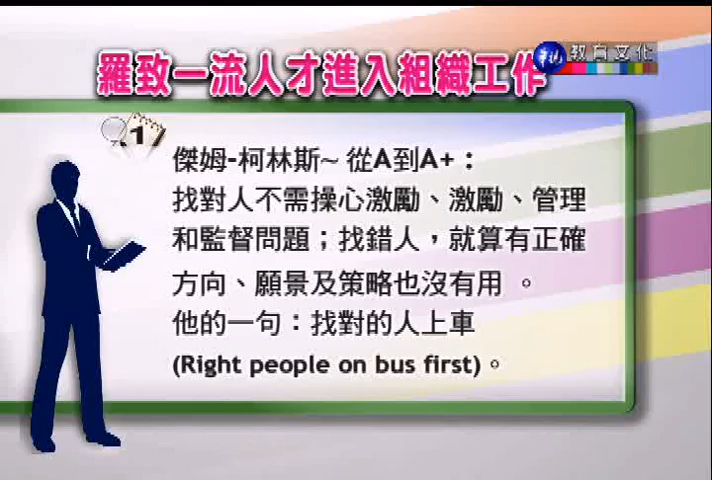 羅致一流人才進入組織工作
華視 教育文化
1
傑姆-柯林斯~ 從A到A+：
找對人不需操心激勵、激勵、管理
和監督問題；找錯人，就算有正確
方向、願景及策略也沒有用 。
他的一句：找對的人上車
(Right people on bus first)。